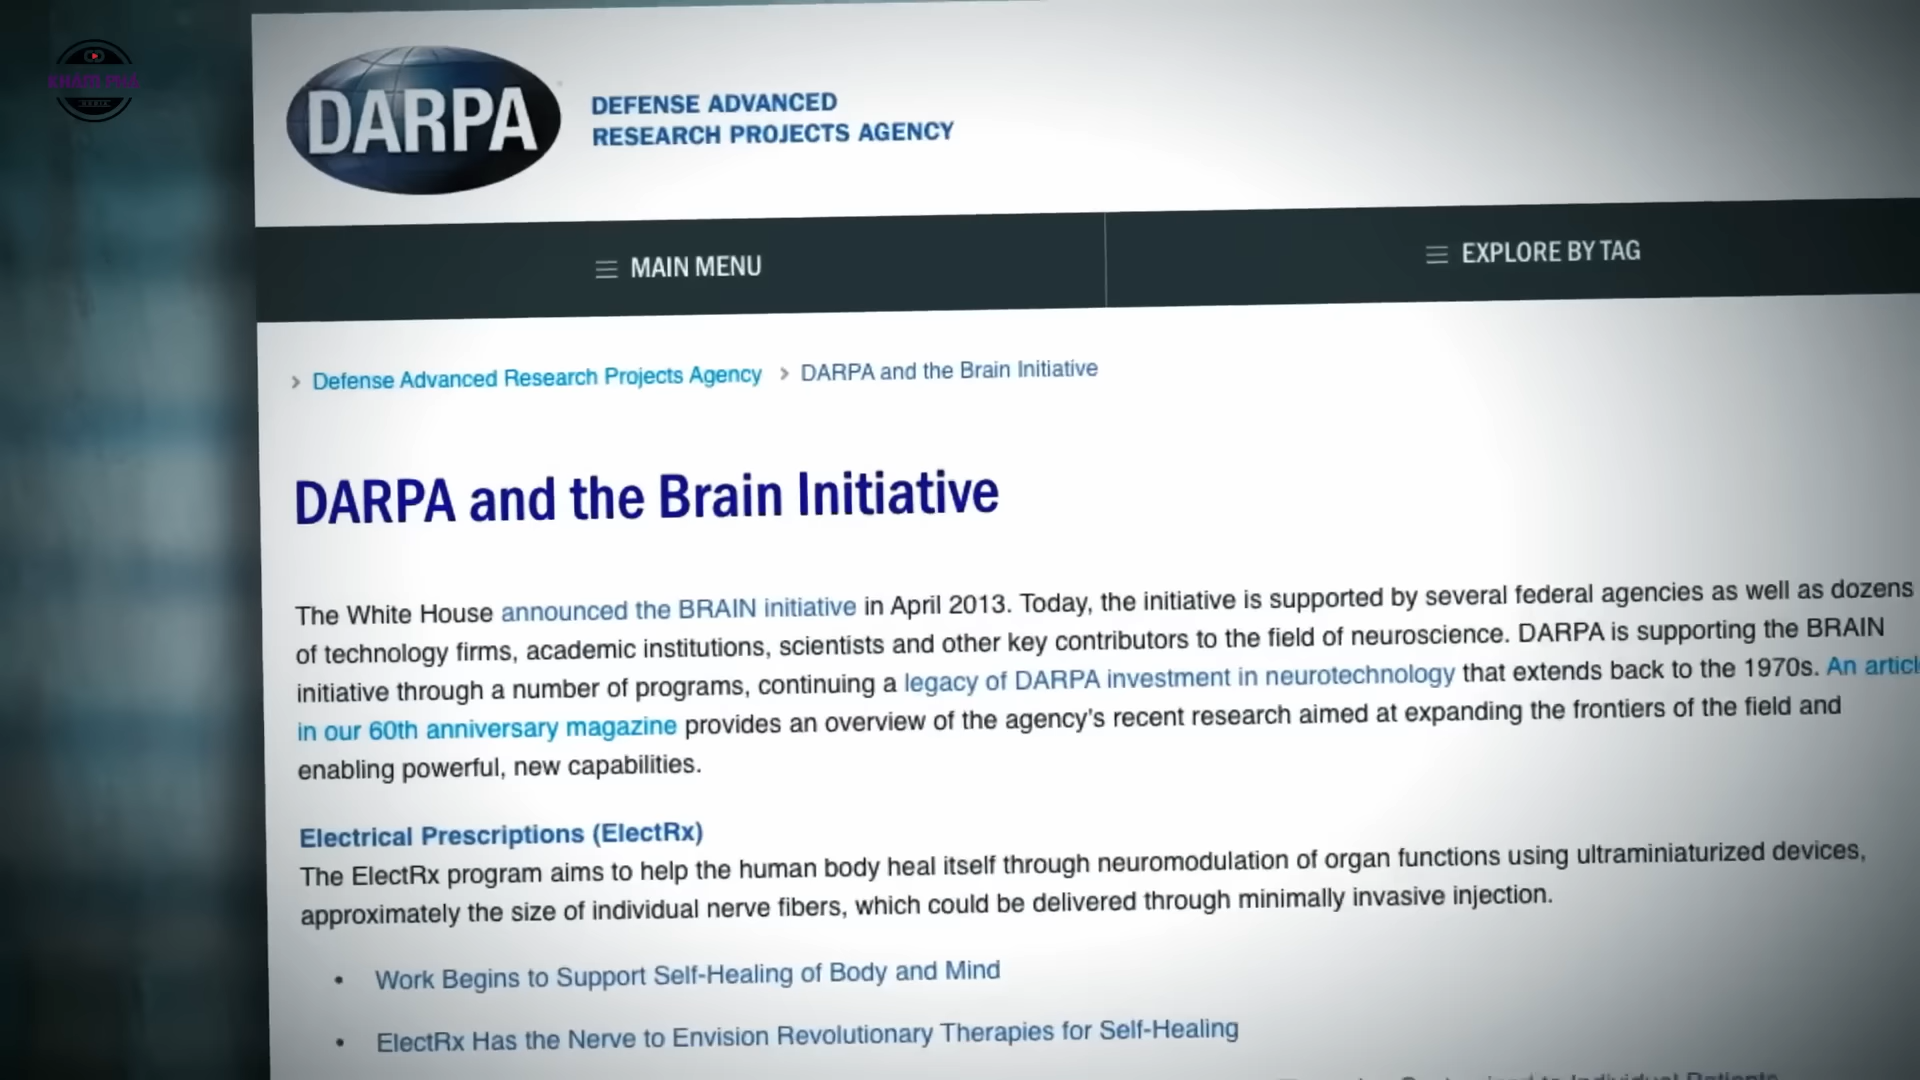 DARPA
DEFENSE ADVANCED
RESEARCH PROJECTS AGENCY
MAIN MENU
EXPLORE BY TAG
Defense Advanced Research Projects Agency > DARPA and the Brain Initiative
DARPA and the Brain Initiative
The White House announced the BRAIN initiative in April 2013. Today, the initiative is supported by several federal agencies as well as dozens
of technology firms, academic institutions, scientists and other key contributors to the field of neuroscience. DARPA is supporting the BRAIN
initiative through a number of programs, continuing a legacy of DARPA investment in neurotechnology that extends back to the 1970s. An articl
in our 60th anniversary magazine provides an overview of the agency's recent research aimed at expanding the frontiers of the field and
enabling powerful, new capabilities.
Electrical Prescriptions (ElectRx)
The ElectRx program aims to help the human body heal itself through neuromodulation of organ functions using ultraminiaturized devices,
approximately the size of individual nerve fibers, which could be delivered through minimally invasive injection.
• Work Begins to Support Self-Healing of Body and Mind
• ElectRx Has the Nerve to Envision Revolutionary Therapies for Self-Healing
to Individual Patients